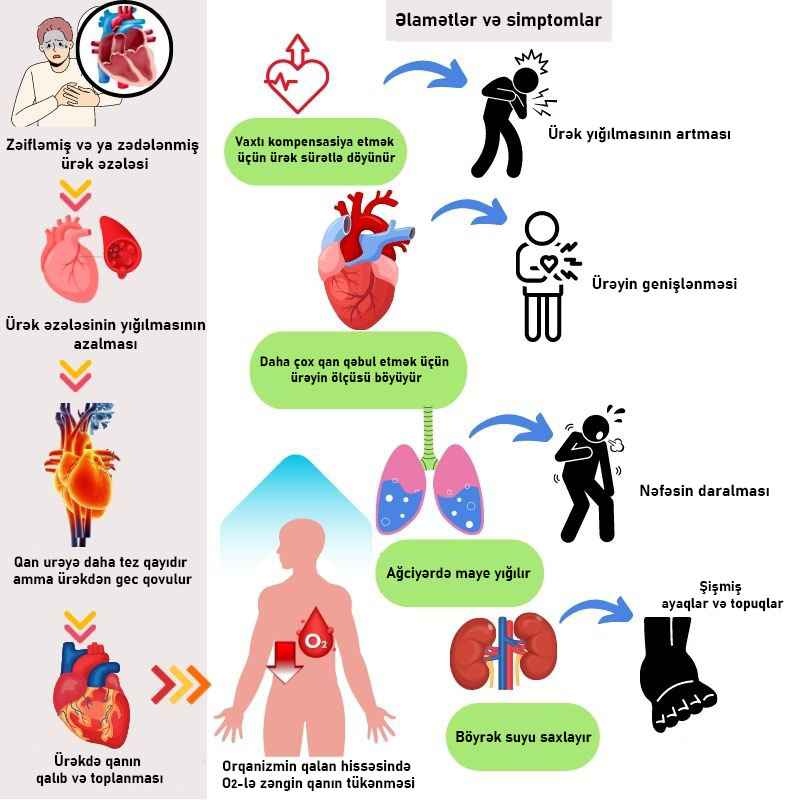 Əlamətlər və simptomlar
Zəifləmiş və ya zədələnmiş
ürək əzələsi
Ürək əzələsinin yığılmasının
azalması
Qan urəyə daha tez qayıdır
amma ürəkdən gec qovulur
Ürəkdə qanın
qalıb və toplanması
O₂
Orqanizmin qalan hissəsində
O₂-lə zəngin qanın tükənməsi
Vaxtı kompensasiya etmək
üçün ürək sürətlə döyünür
Ürək yığılmasının artması
Daha çox qan qəbul etmək üçün
ürəyin ölçüsü böyüyür
Ürəyin genişlənməsi
Ağciyərdə maye yığılır
Nəfəsin daralması
Böyrək suyu saxlayır
Şişmiş
ayaqlar və topuqlar